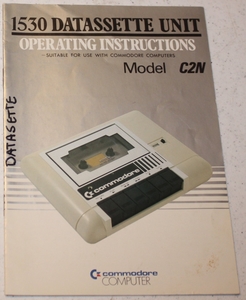 1530 DATASSETTE UNIT
OPERATING INSTRUCTIONS
- SUITABLE FOR USE WITH COMMODORE COMPUTERS -
Model C2N
DATASETTE
commodore
commodore
COMPUTER